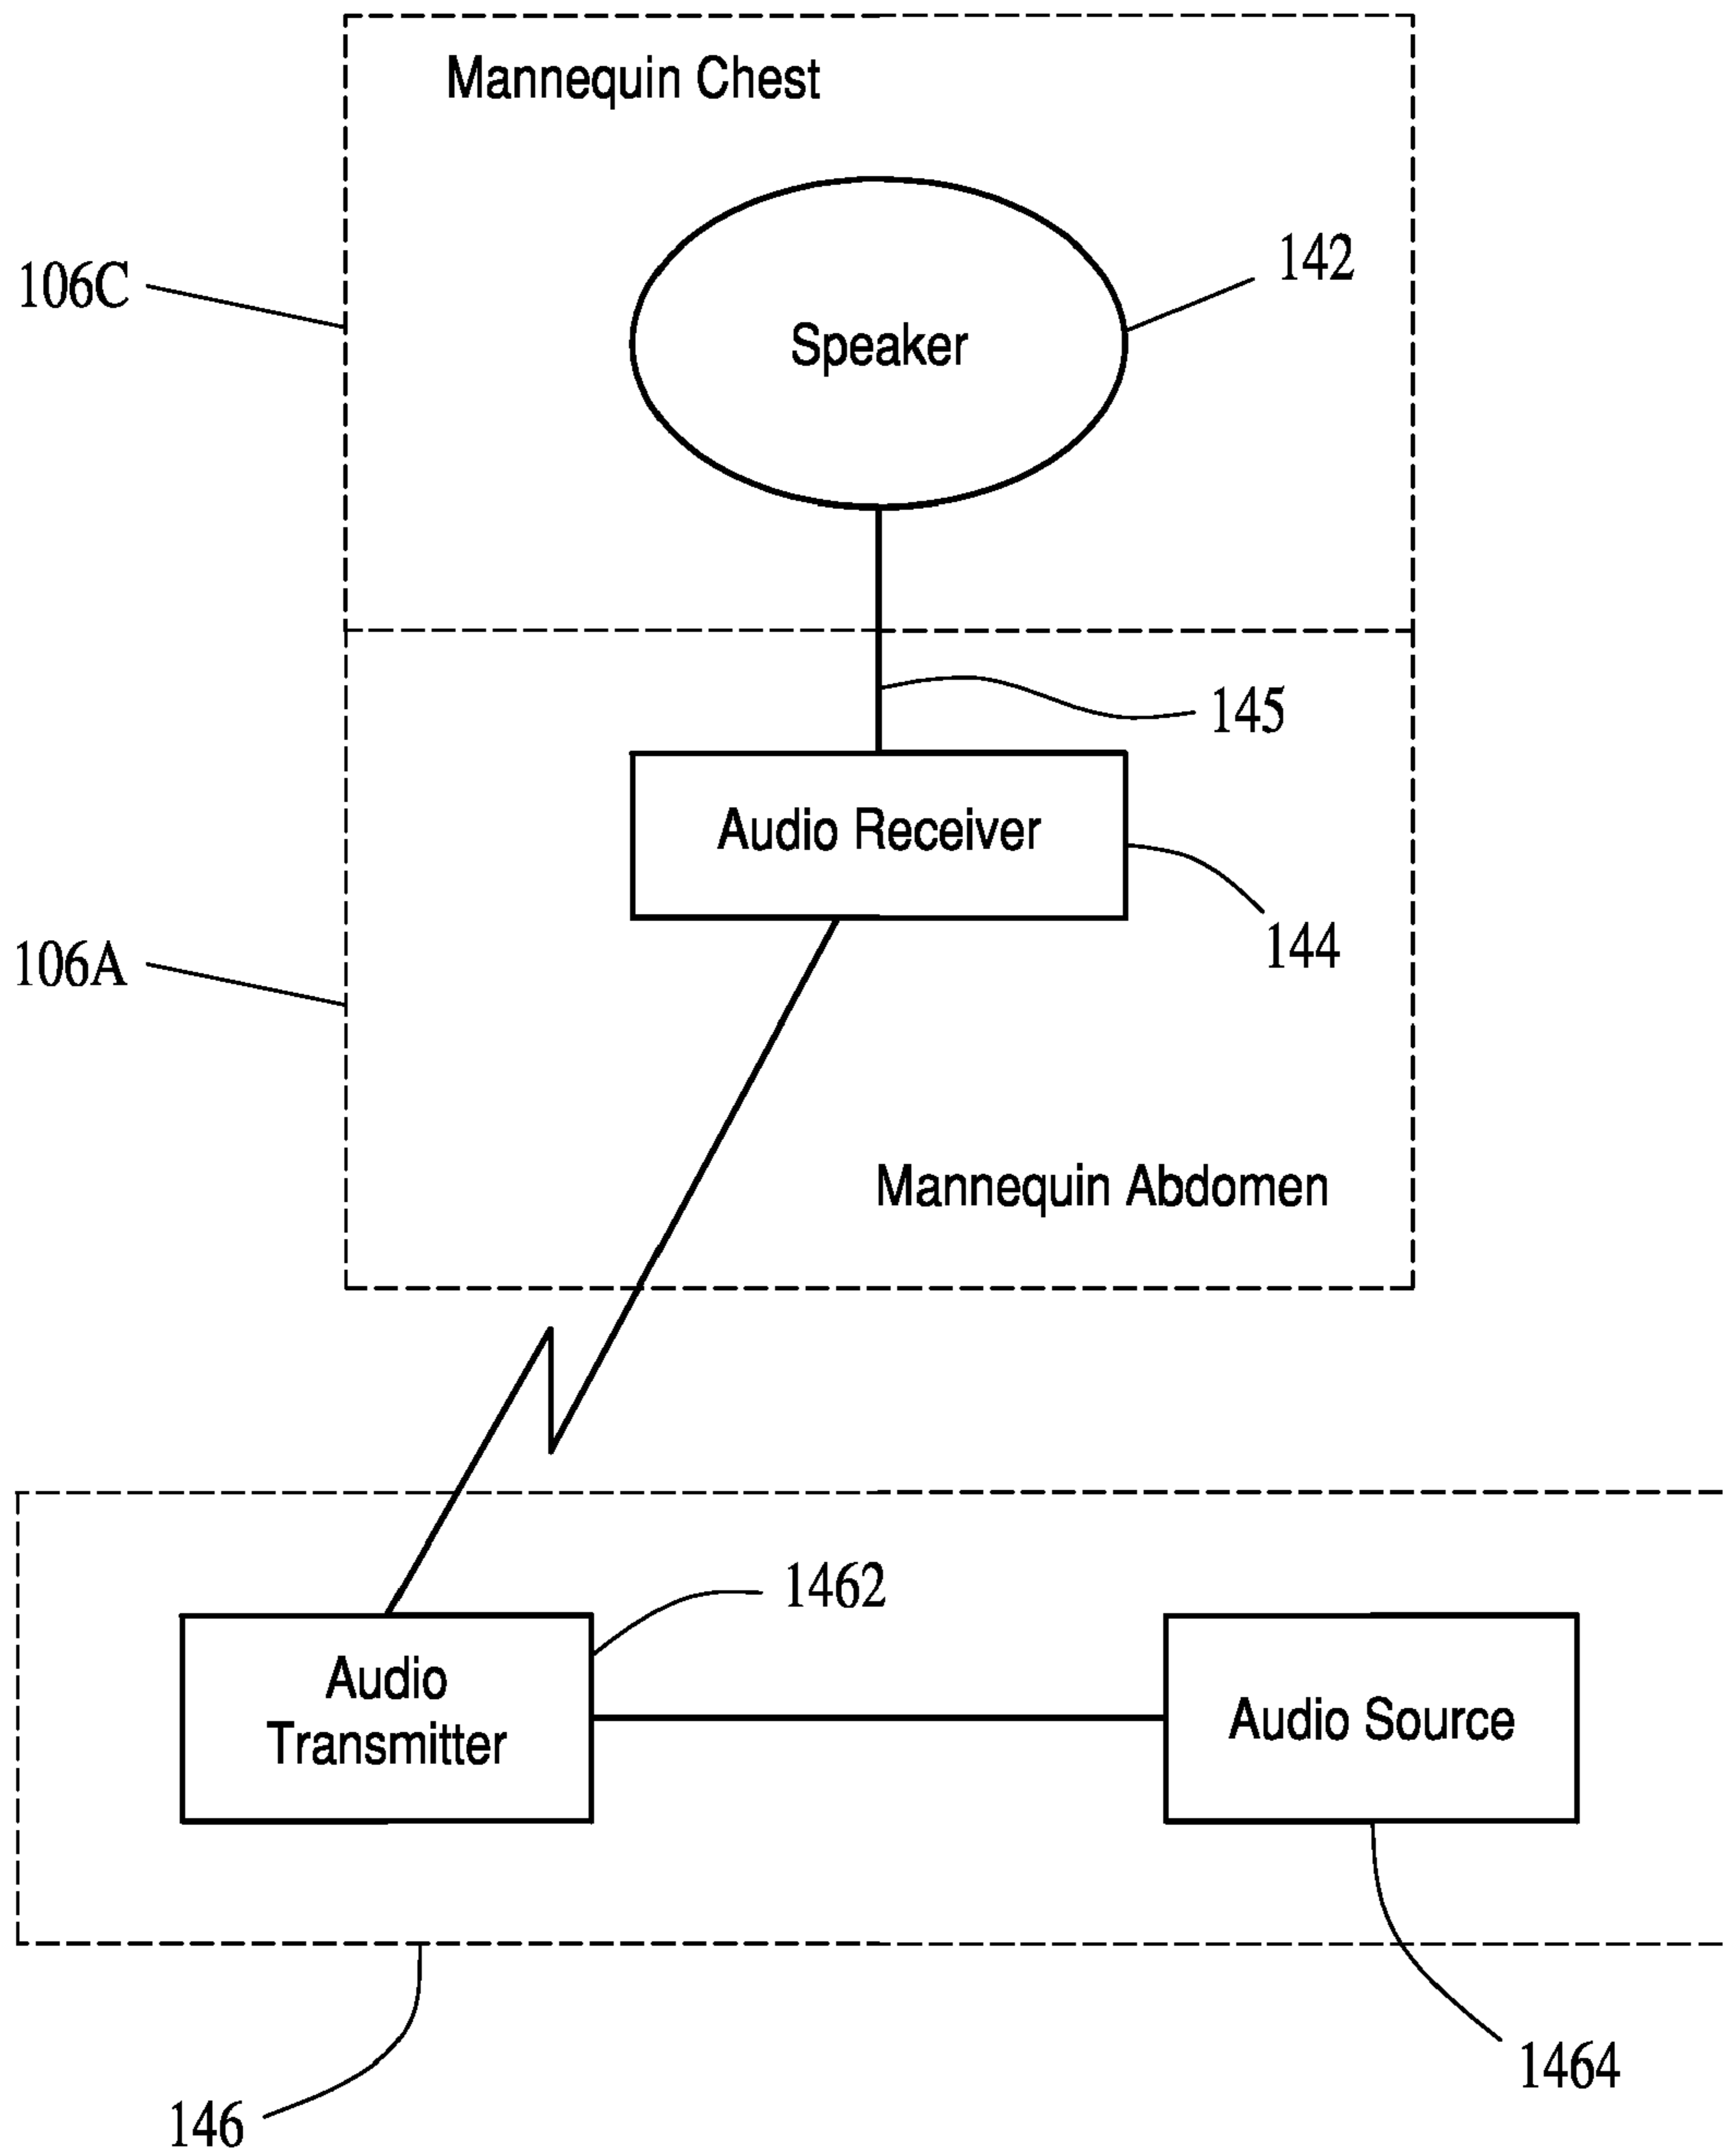 Mannequin Chest
142
106C
Speaker
145
Audio Receiver
144
106A
Mannequin Abdomen
1462
Audio
Transmitter
Audio Source
1464
146